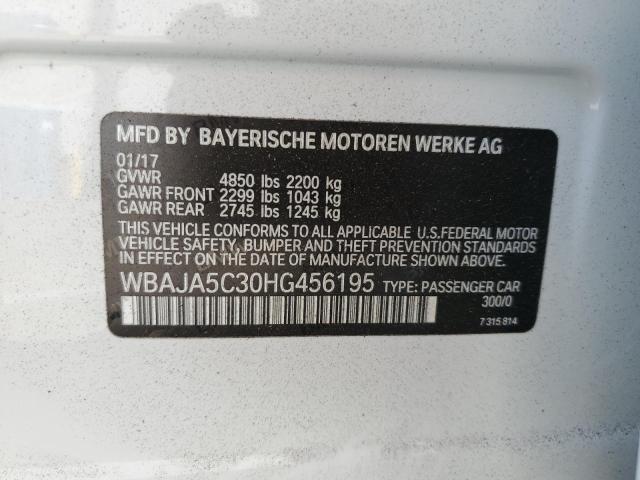 MFD BY BAYERISCHE MOTOREN WERKE AG
01/17
GVWR 4850 lbs 2200 kg
GAWR FRONT 2299 lbs 1043 kg
GAWR REAR 2745 lbs 1245 kg
THIS VEHICLE CONFORMS TO ALL APPLICABLE U.S.FEDERAL MOTOR
VEHICLE SAFETY, BUMPER AND THEFT PREVENTION STANDARDS
IN EFFECT ON THE DATE OF MANUFACTURE SHOWN ABOVE.
WBAJA5C30HG456195 TYPE: PASSENGER CAR
300/0
7 315 814